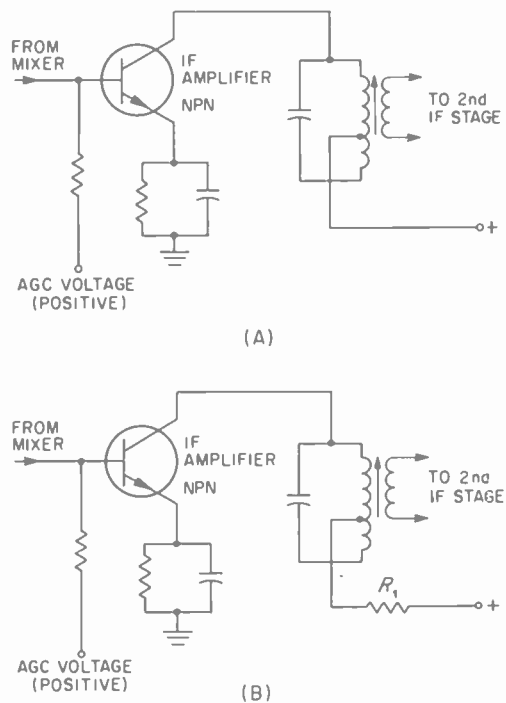 FROM
MIXER
IF
AMPLIFIER
NPN
TO 2nd
IF STAGE
+
AGC VOLTAGE
(POSITIVE)
(A)
FROM
MIXER
IF
AMPLIFIER
NPN
TO 2nd
IF STAGE
R₁
+
AGC VOLTAGE
(POSITIVE)
(B)